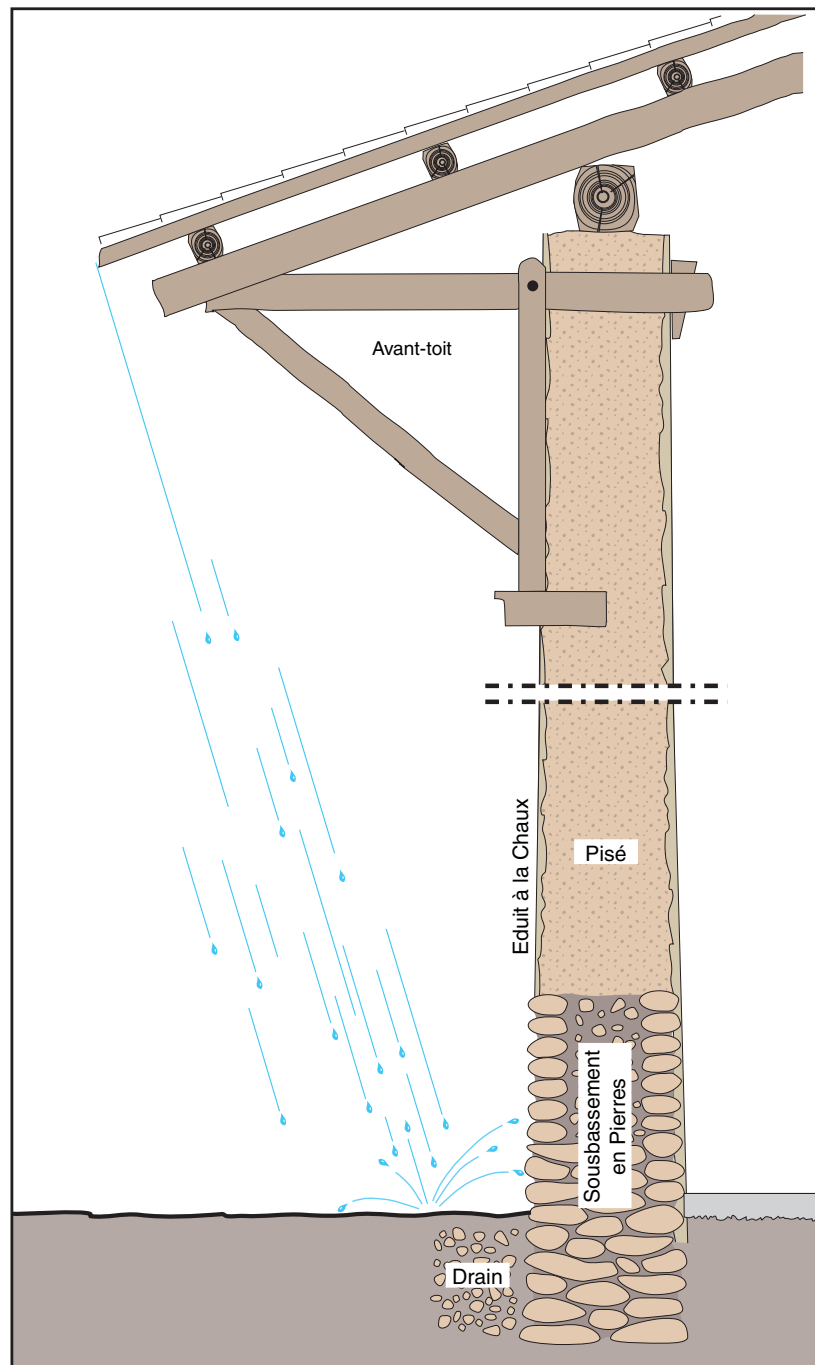 Avant-toit
Eduit à la Chaux
Pisé
Sousbassement
en Pierres
Drain